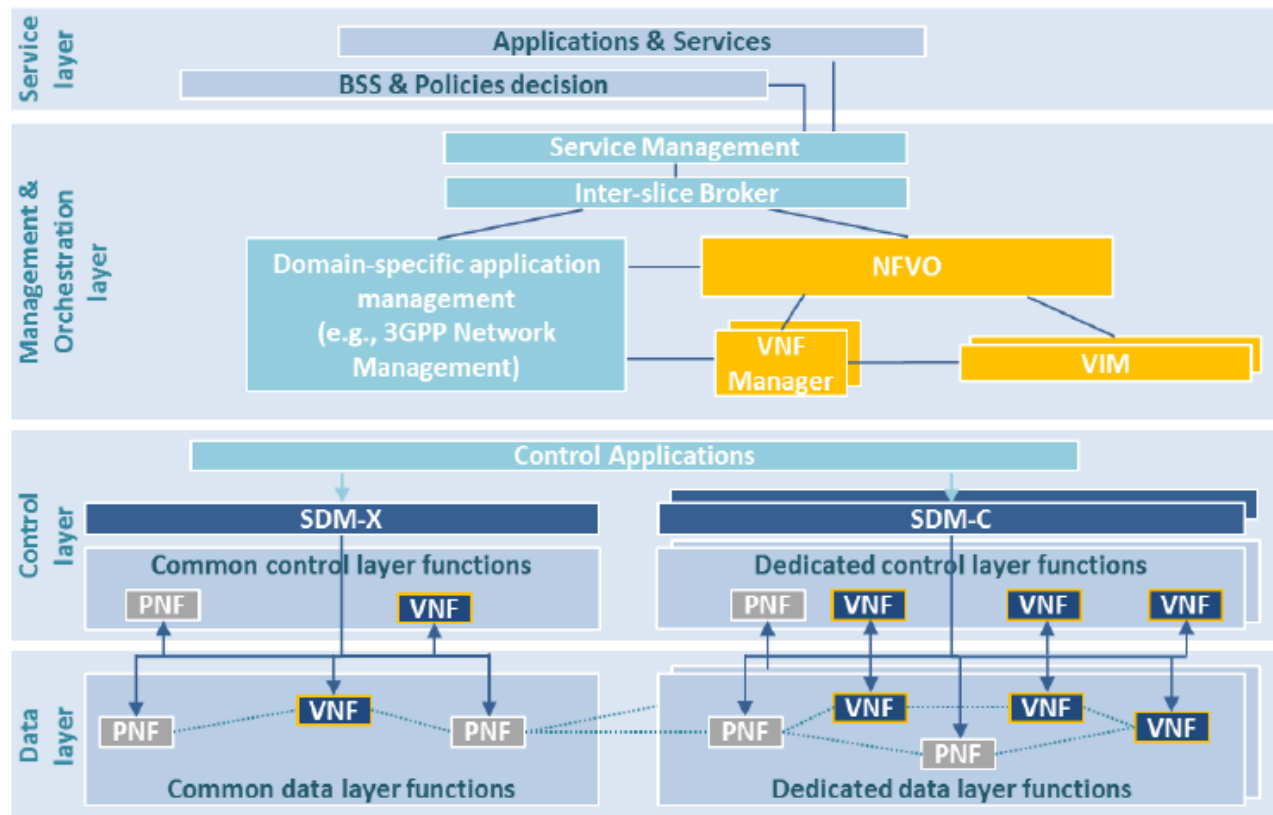 Service
layer
Applications & Services
BSS & Policies decision
Management &
Orchestration
layer
Service Management
Inter-slice Broker
Domain-specific application
management
(e.g., 3GPP Network
Management)
NFVO
VNF
Manager
VIM
Control
layer
Control Applications
SDM-X
SDM-C
Common control layer functions
Dedicated control layer functions
PNF
VNF
PNF
VNF
VNF
VNF
Data
layer
PNF
VNF
PNF
PNF
VNF
VNF
VNF
PNF
Common data layer functions
Dedicated data layer functions